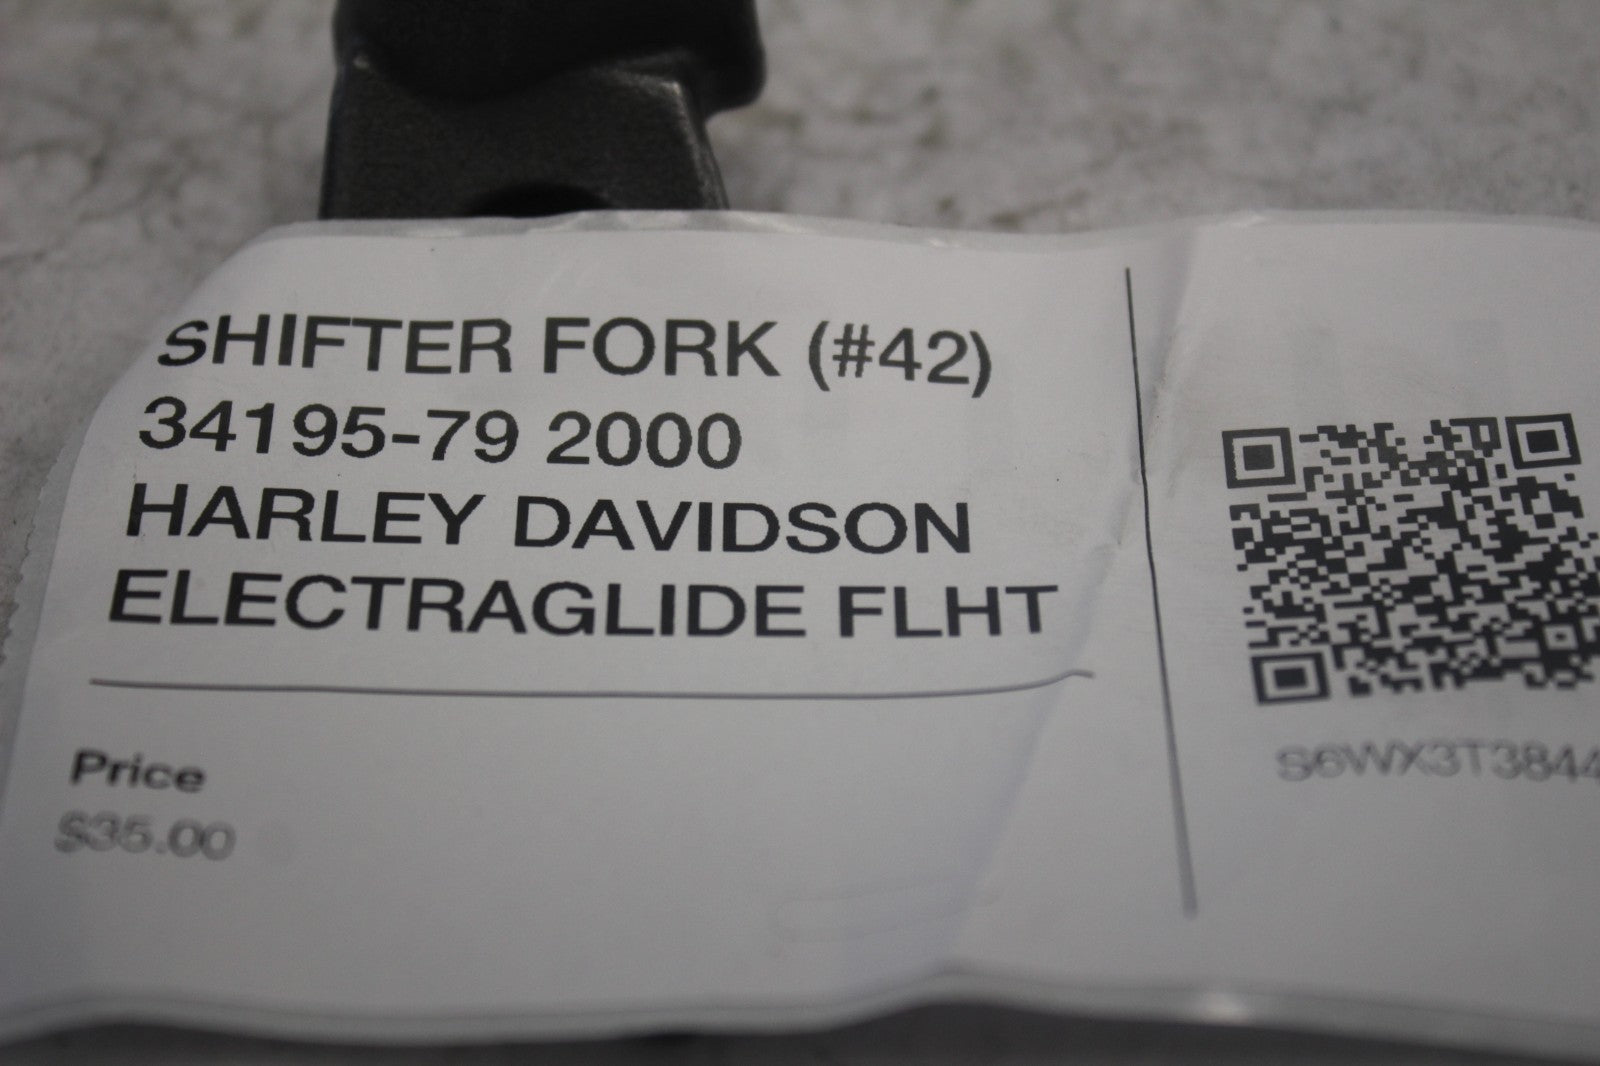 SHIFTER FORK (#42)
34195-79 2000
HARLEY DAVIDSON
ELECTRAGLIDE FLHT
Price
$35.00
S6WX3T3844